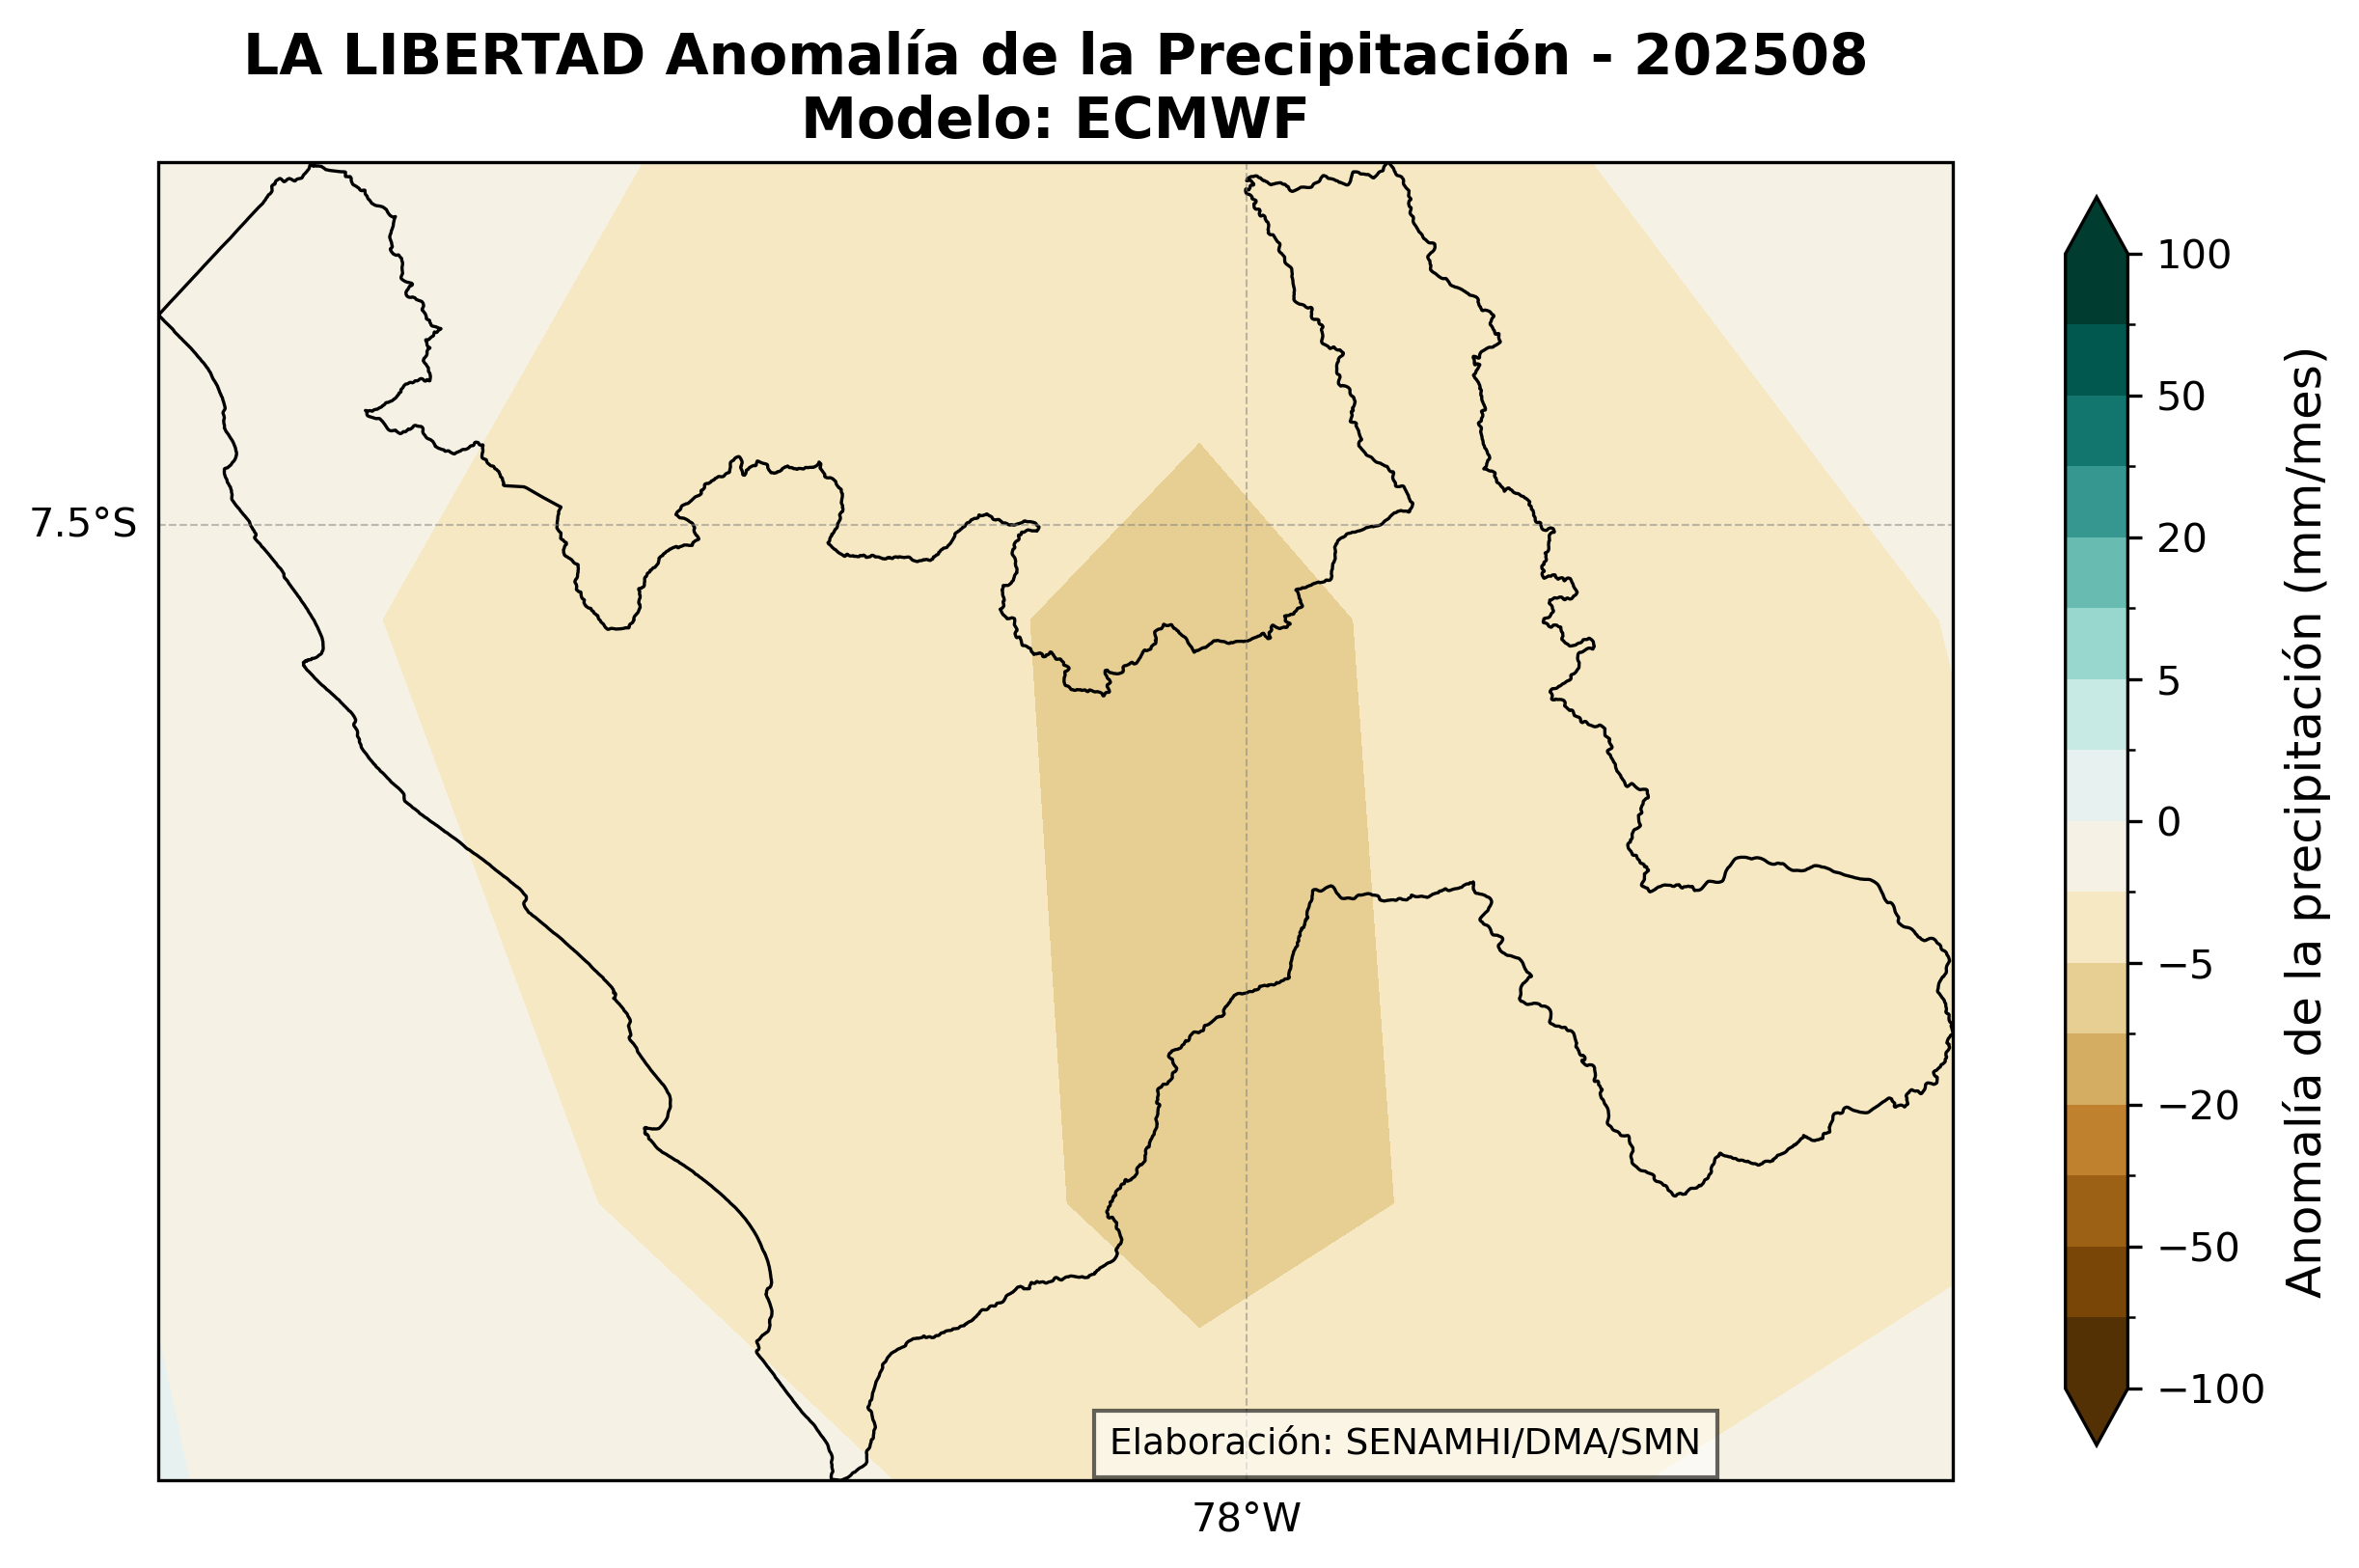 LA LIBERTAD Anomalía de la Precipitación - 202508
Modelo: ECMWF
7.5°S
78°W
Elaboración: SENAMHI/DMA/SMN
100
50
20
5
0
−5
−20
−50
−100
Anomalía de la precipitación (mm/mes)